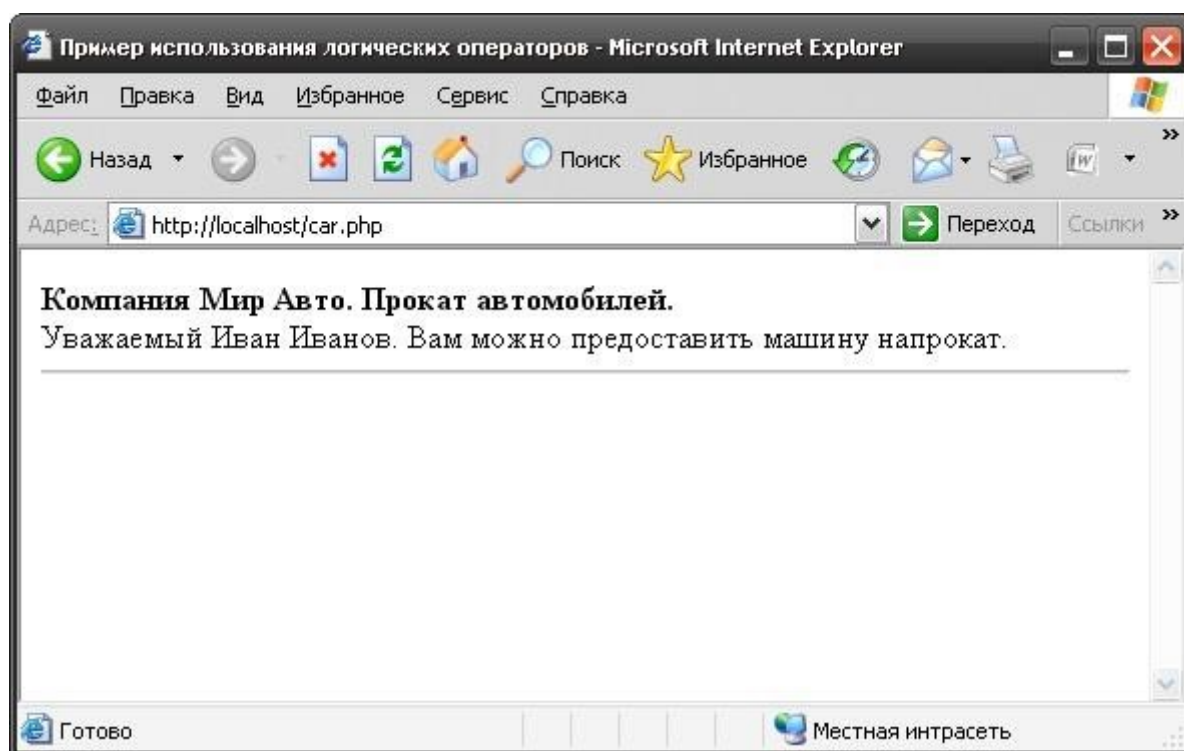 Пример использования логических операторов - Microsoft Internet Explorer
Файл Правка Вид Избранное Сервис Справка
Назад Поиск Избранное
Адрес: http://localhost/car.php Переход Ссылки
Компания Мир Авто. Прокат автомобилей.
Уважаемый Иван Иванов. Вам можно предоставить машину напрокат.
Готово Местная интрасеть